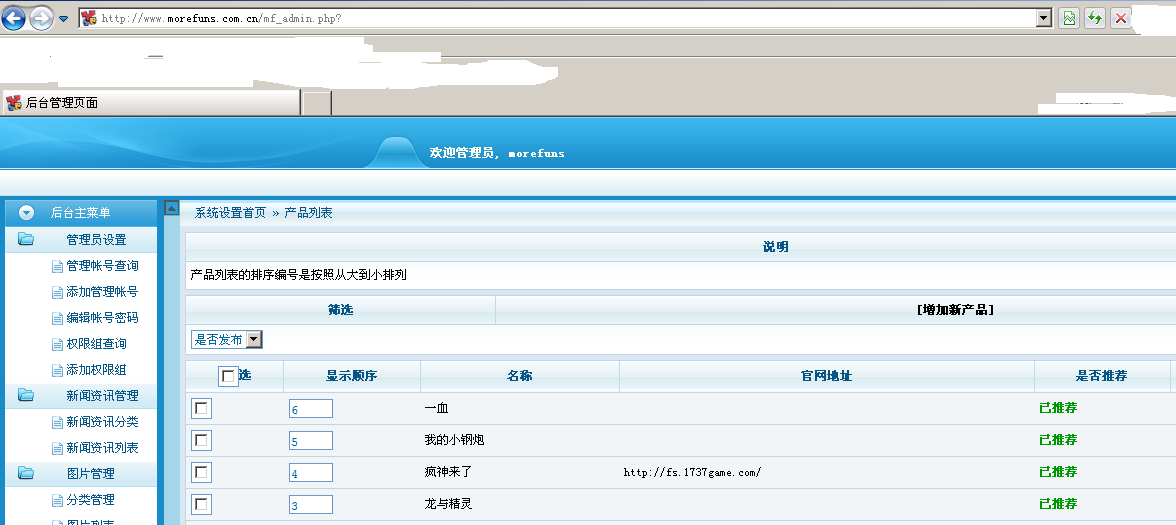 http://www.morefuns.com.cn/mf_admin.php?
后台管理页面
欢迎管理员, morefuns
后台主菜单
管理员设置
管理帐号查询
添加管理帐号
编辑帐号密码
权限组查询
添加权限组
新闻资讯管理
新闻资讯分类
新闻资讯列表
图片管理
分类管理
图片列表
系统设置首页 » 产品列表
说明
产品列表的排序编号是按照从大到小排列
筛选 [增加新产品]
是否发布
选 显示顺序 名称 官网地址 是否推荐
6 一血 已推荐
5 我的小钢炮 已推荐
4 疯神来了 http://fs.1737game.com/ 已推荐
3 龙与精灵 已推荐